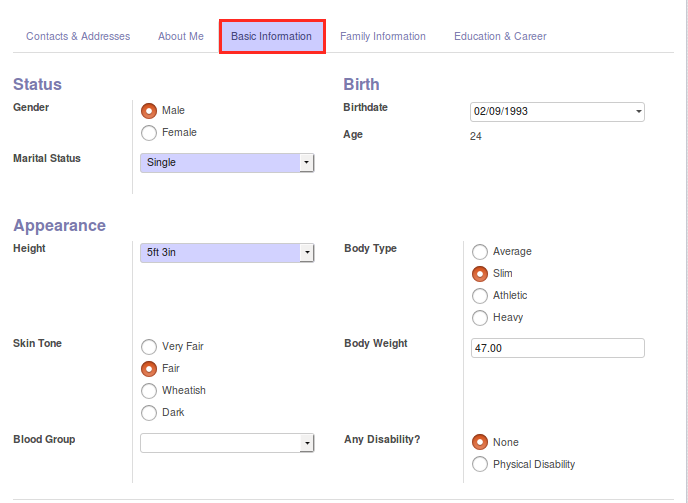 Contacts & Addresses About Me Basic Information Family Information Education & Career
Status
Gender
Male
Female
Marital Status
Single
Birth
Birthdate
02/09/1993
Age
24
Appearance
Height
5ft 3in
Body Type
Average
Slim
Athletic
Heavy
Skin Tone
Very Fair
Fair
Wheatish
Dark
Body Weight
47.00
Blood Group
Any Disability?
None
Physical Disability